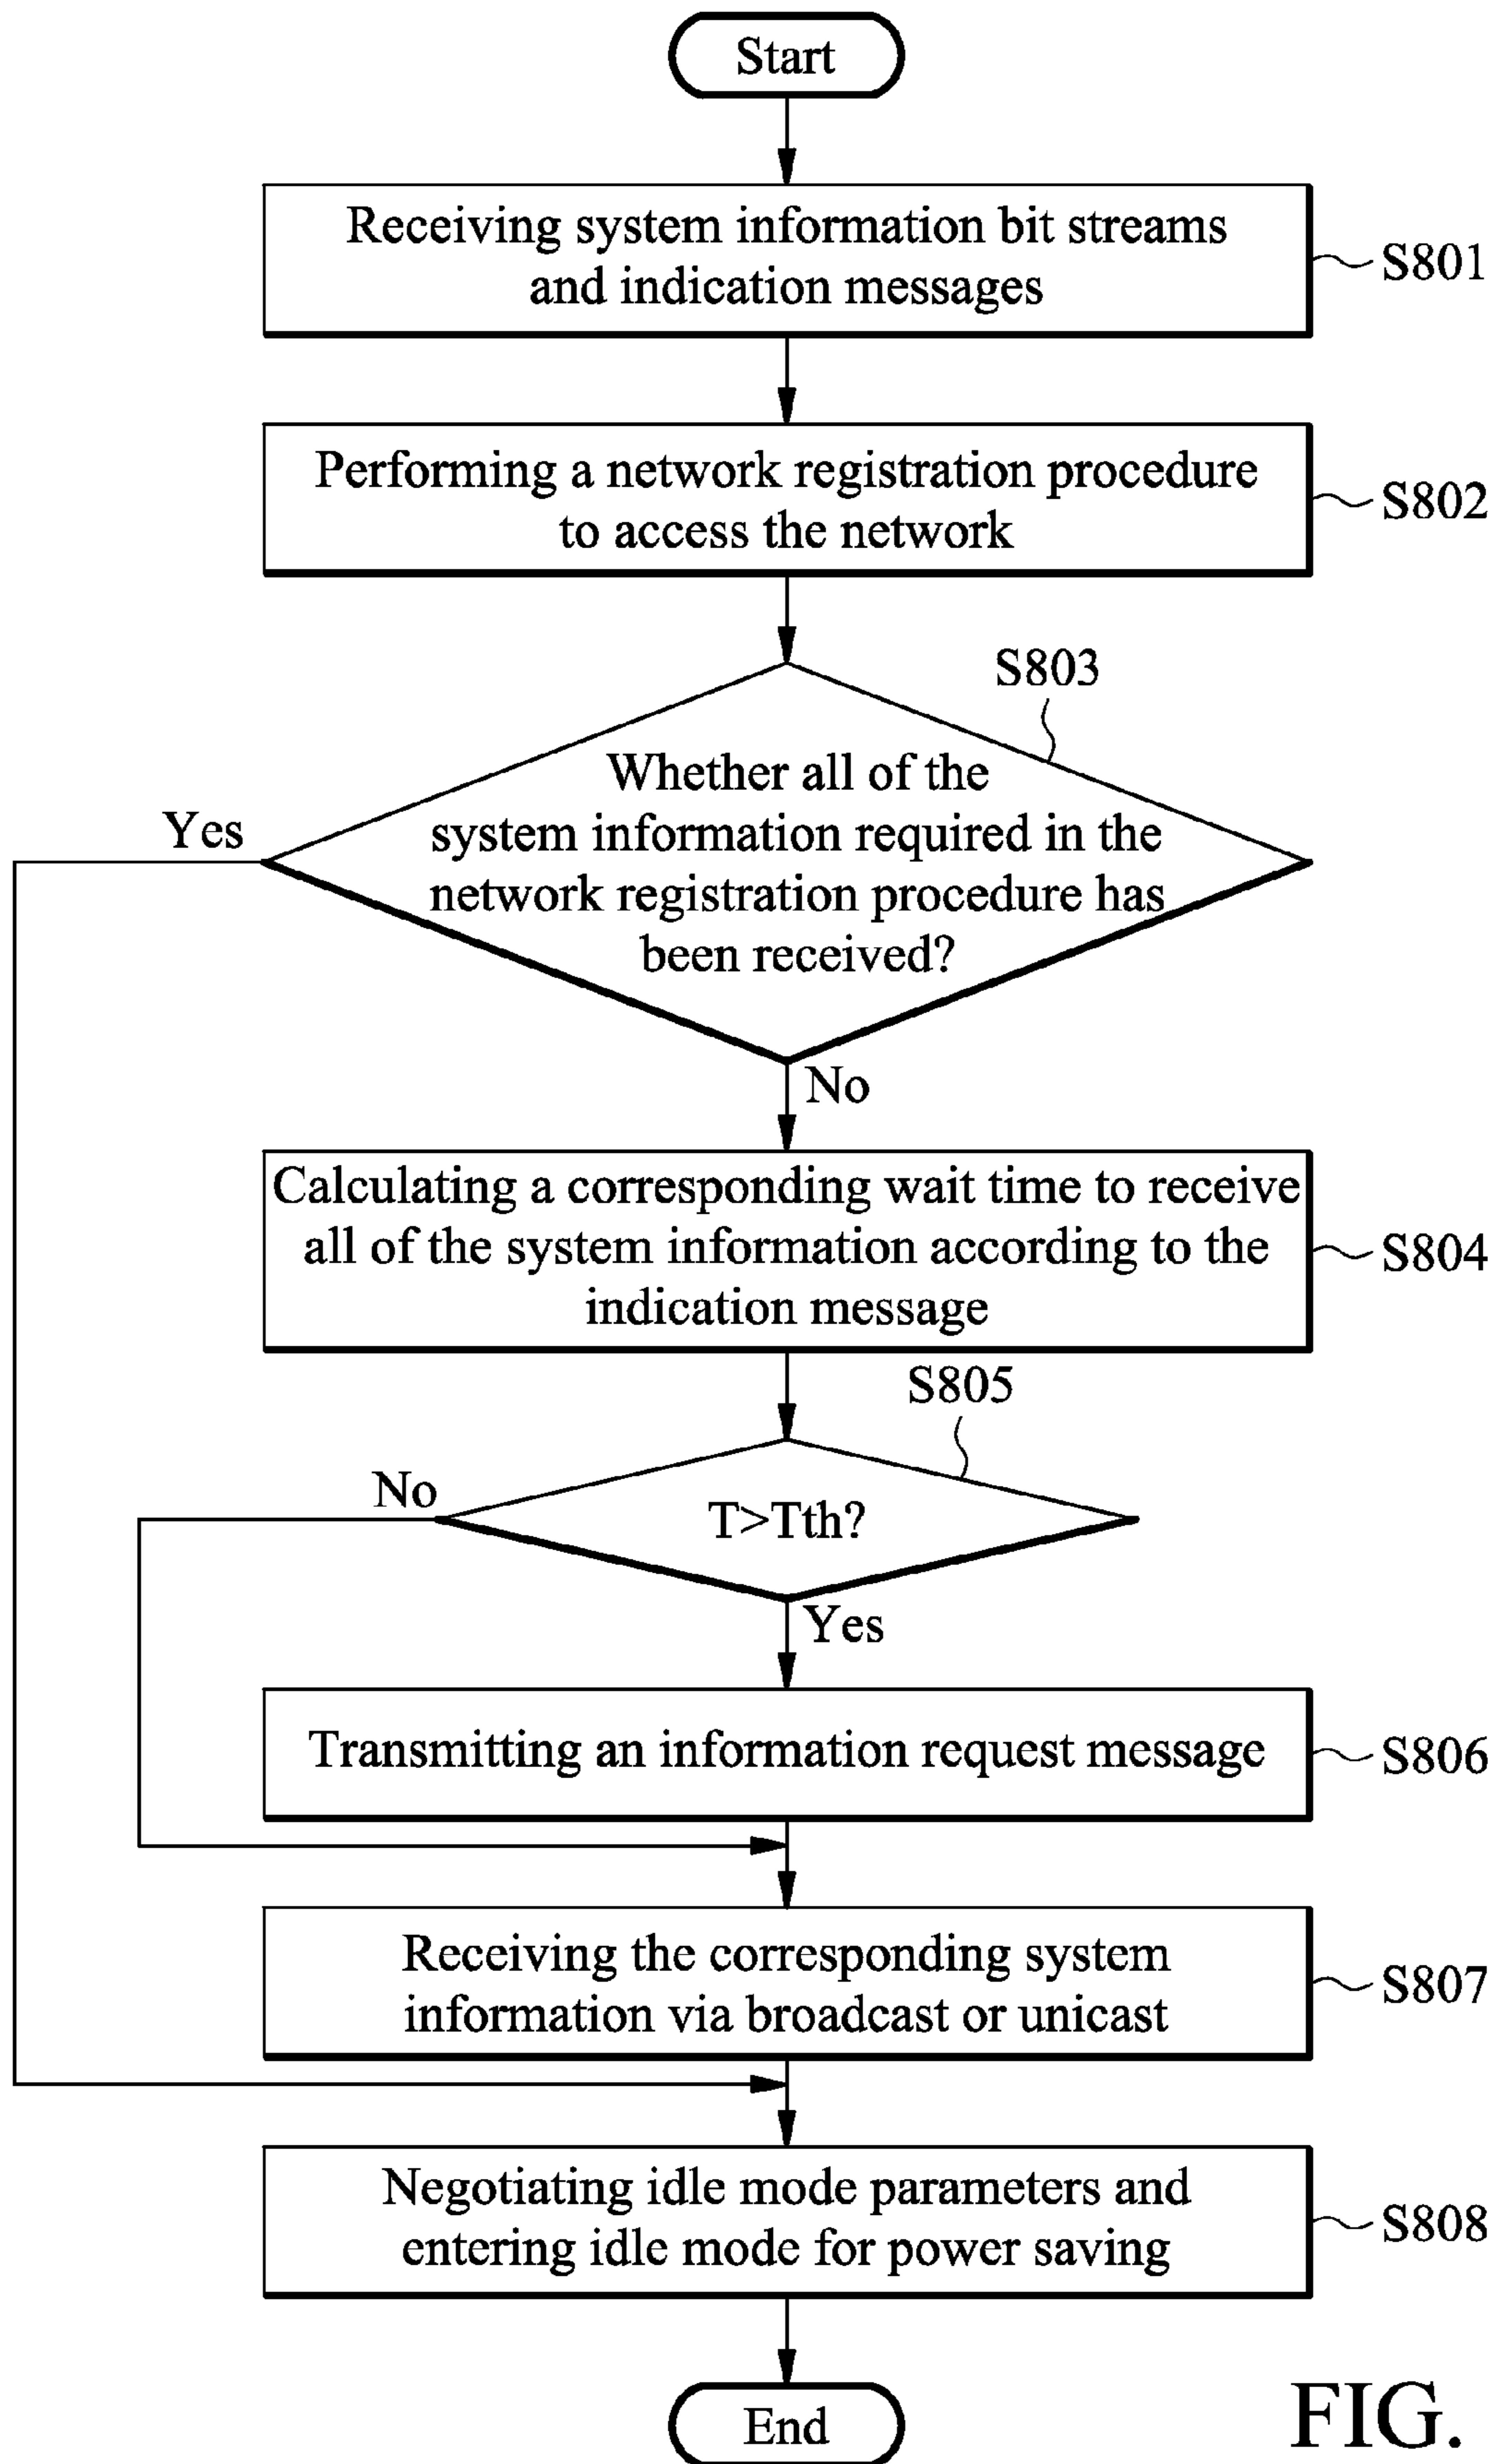 Start
Receiving system information bit streams
and indication messages
S801
Performing a network registration procedure
to access the network
S802
S803
Whether all of the
system information required in the
network registration procedure has
been received?
Yes
No
Calculating a corresponding wait time to receive
all of the system information according to the
indication message
S804
S805
T>Tth?
No
Yes
Transmitting an information request message
S806
Receiving the corresponding system
information via broadcast or unicast
S807
Negotiating idle mode parameters and
entering idle mode for power saving
S808
End
FIG.